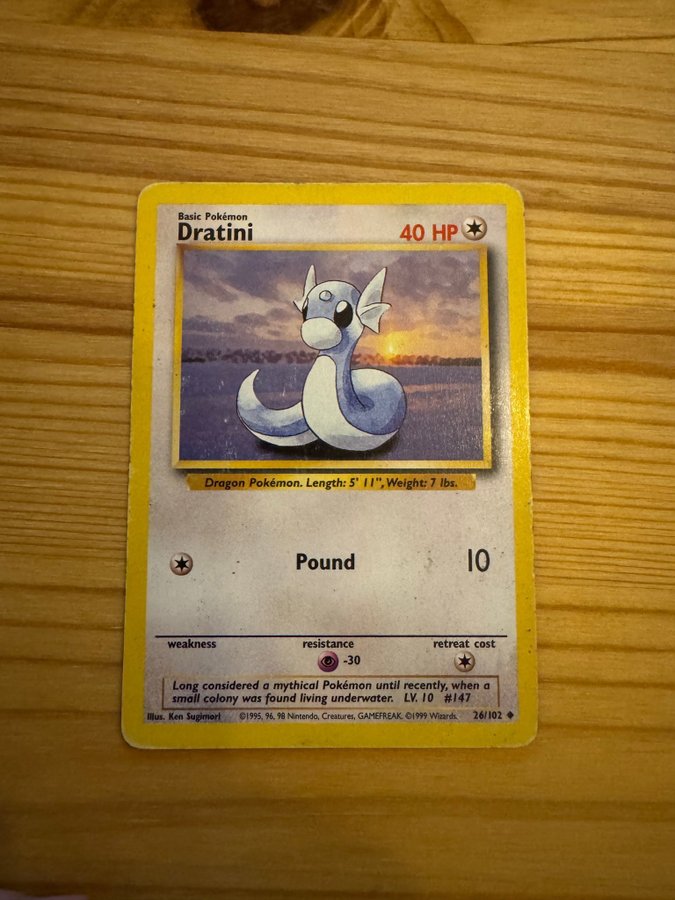 Basic Pokémon
Dratini
40 HP
Dragon Pokémon. Length: 5' 11", Weight: 7 lbs.
Pound 10
weakness resistance retreat cost
-30
Long considered a mythical Pokémon until recently, when a
small colony was found living underwater. LV. 10 #147
Illus. Ken Sugimori ©1995, 96, 98 Nintendo, Creatures, GAMEFREAK. ©1999 Wizards. 26/102